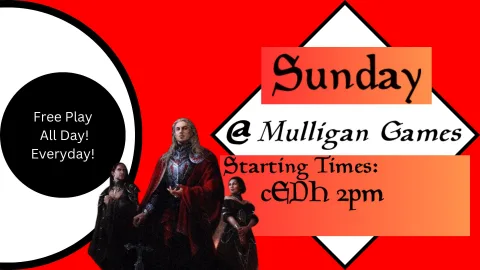 Sunday
@ Mulligan Games
Starting Times:
cEDH 2pm
Free Play
All Day!
Everyday!